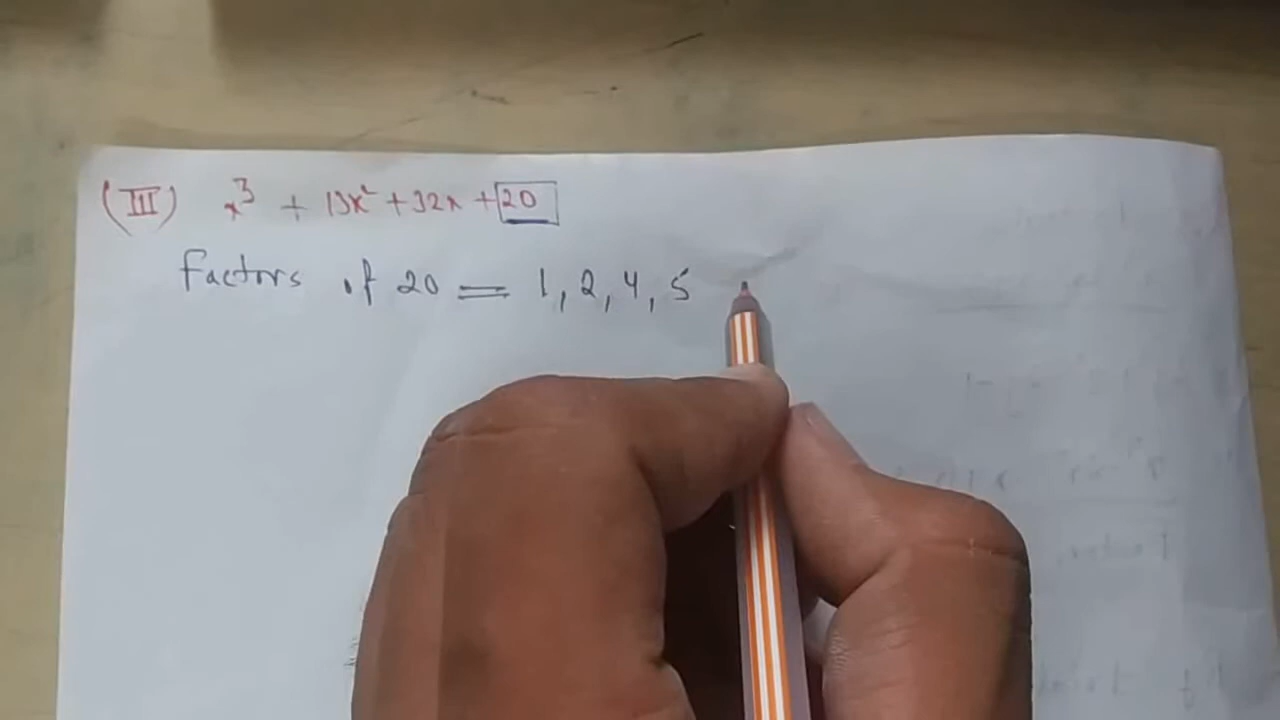 (III) x³ + 13x² + 32x + 20
Factors of 20 = 1, 2, 4, 5